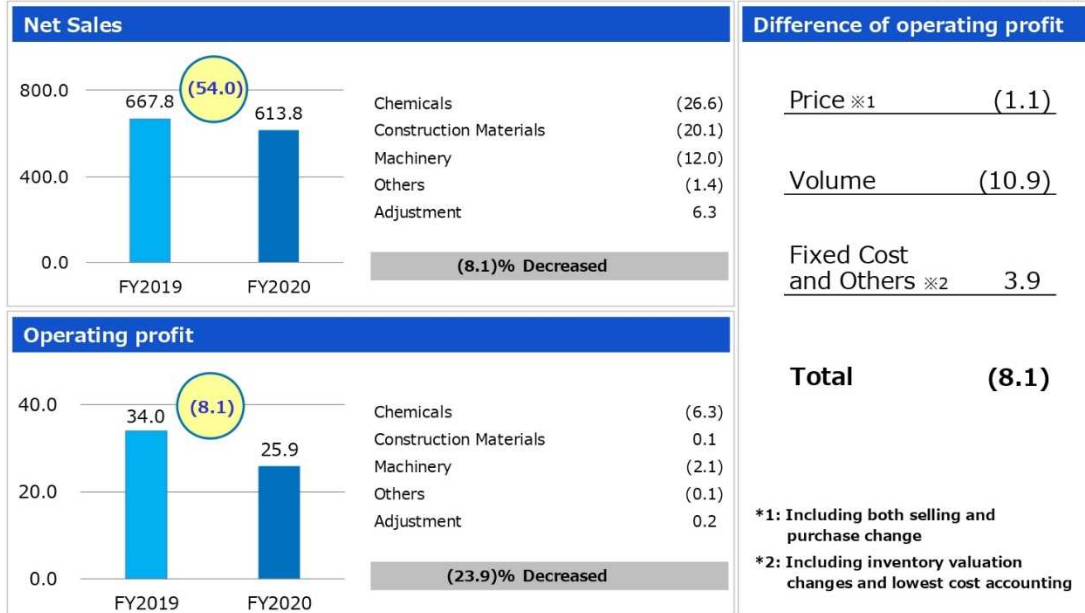 Net Sales
800.0
400.0
0.0
667.8
(54.0)
613.8
FY2019
FY2020
Chemicals (26.6)
Construction Materials (20.1)
Machinery (12.0)
Others (1.4)
Adjustment 6.3
(8.1)% Decreased
Operating profit
40.0
20.0
0.0
34.0
(8.1)
25.9
FY2019
FY2020
Chemicals (6.3)
Construction Materials 0.1
Machinery (2.1)
Others (0.1)
Adjustment 0.2
(23.9)% Decreased
Difference of operating profit
Price ※1 (1.1)
Volume (10.9)
Fixed Cost
and Others ※2 3.9
Total (8.1)
*1: Including both selling and
purchase change
*2: Including inventory valuation
changes and lowest cost accounting